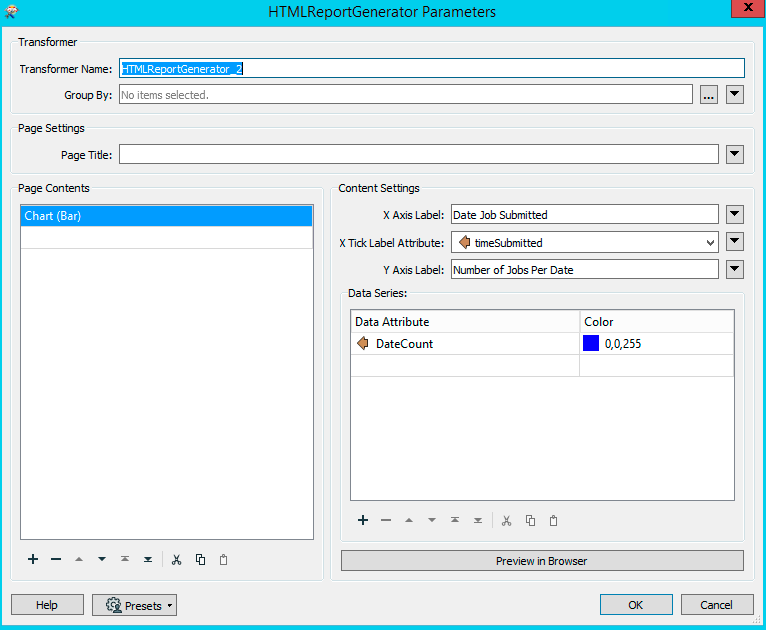 HTMLReportGenerator Parameters
X
Transformer
Transformer Name: HTMLReportGenerator_2
Group By: No items selected.
...
Page Settings
Page Title:
Page Contents
Chart (Bar)
Content Settings
X Axis Label: Date Job Submitted
X Tick Label Attribute: timeSubmitted
Y Axis Label: Number of Jobs Per Date
Data Series:
Data Attribute Color
DateCount 0,0,255
Preview in Browser
Help Presets OK Cancel